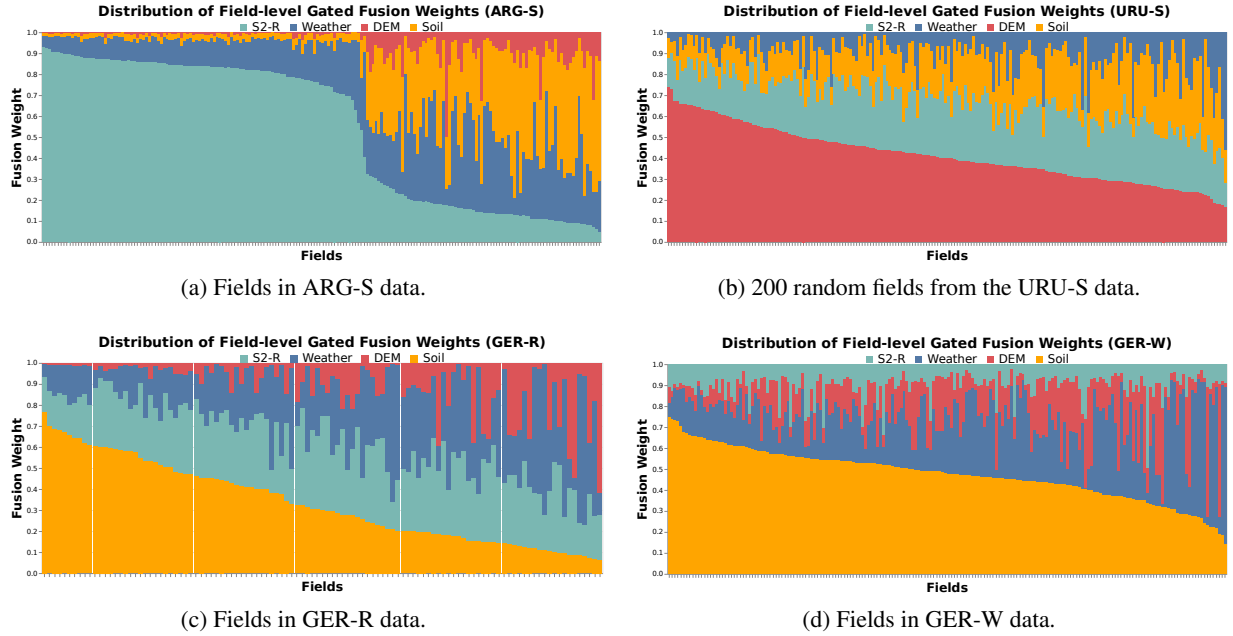 Distribution of Field-level Gated Fusion Weights (ARG-S)
S2-R Weather DEM Soil
1.0
0.9
0.8
0.7
0.6
0.5
0.4
0.3
0.2
0.1
0.0
Fusion Weight
Fields
(a) Fields in ARG-S data.
Distribution of Field-level Gated Fusion Weights (URU-S)
S2-R Weather DEM Soil
1.0
0.9
0.8
0.7
0.6
0.5
0.4
0.3
0.2
0.1
0.0
Fusion Weight
Fields
(b) 200 random fields from the URU-S data.
Distribution of Field-level Gated Fusion Weights (GER-R)
S2-R Weather DEM Soil
1.0
0.9
0.8
0.7
0.6
0.5
0.4
0.3
0.2
0.1
0.0
Fusion Weight
Fields
(c) Fields in GER-R data.
Distribution of Field-level Gated Fusion Weights (GER-W)
S2-R Weather DEM Soil
1.0
0.9
0.8
0.7
0.6
0.5
0.4
0.3
0.2
0.1
0.0
Fusion Weight
Fields
(d) Fields in GER-W data.